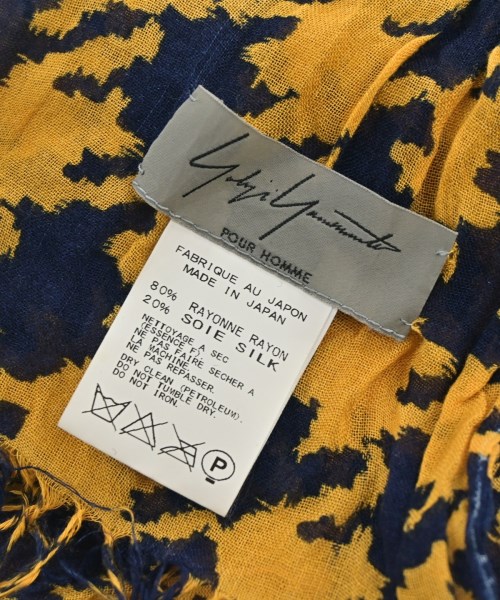 Yohji Yamamoto
POUR HOMME
FABRIQUE AU JAPON
MADE IN JAPAN
80% RAYONNE RAYON
20% SOIE SILK
NETTOYAGE A SEC
(ESSENCE F)
NE PAS FAIRE SECHER A
LA MACHINE.
NE PAS REPASSER.
DRY CLEAN (PETROLEUM).
DO NOT TUMBLE DRY.
DO NOT IRON.
P